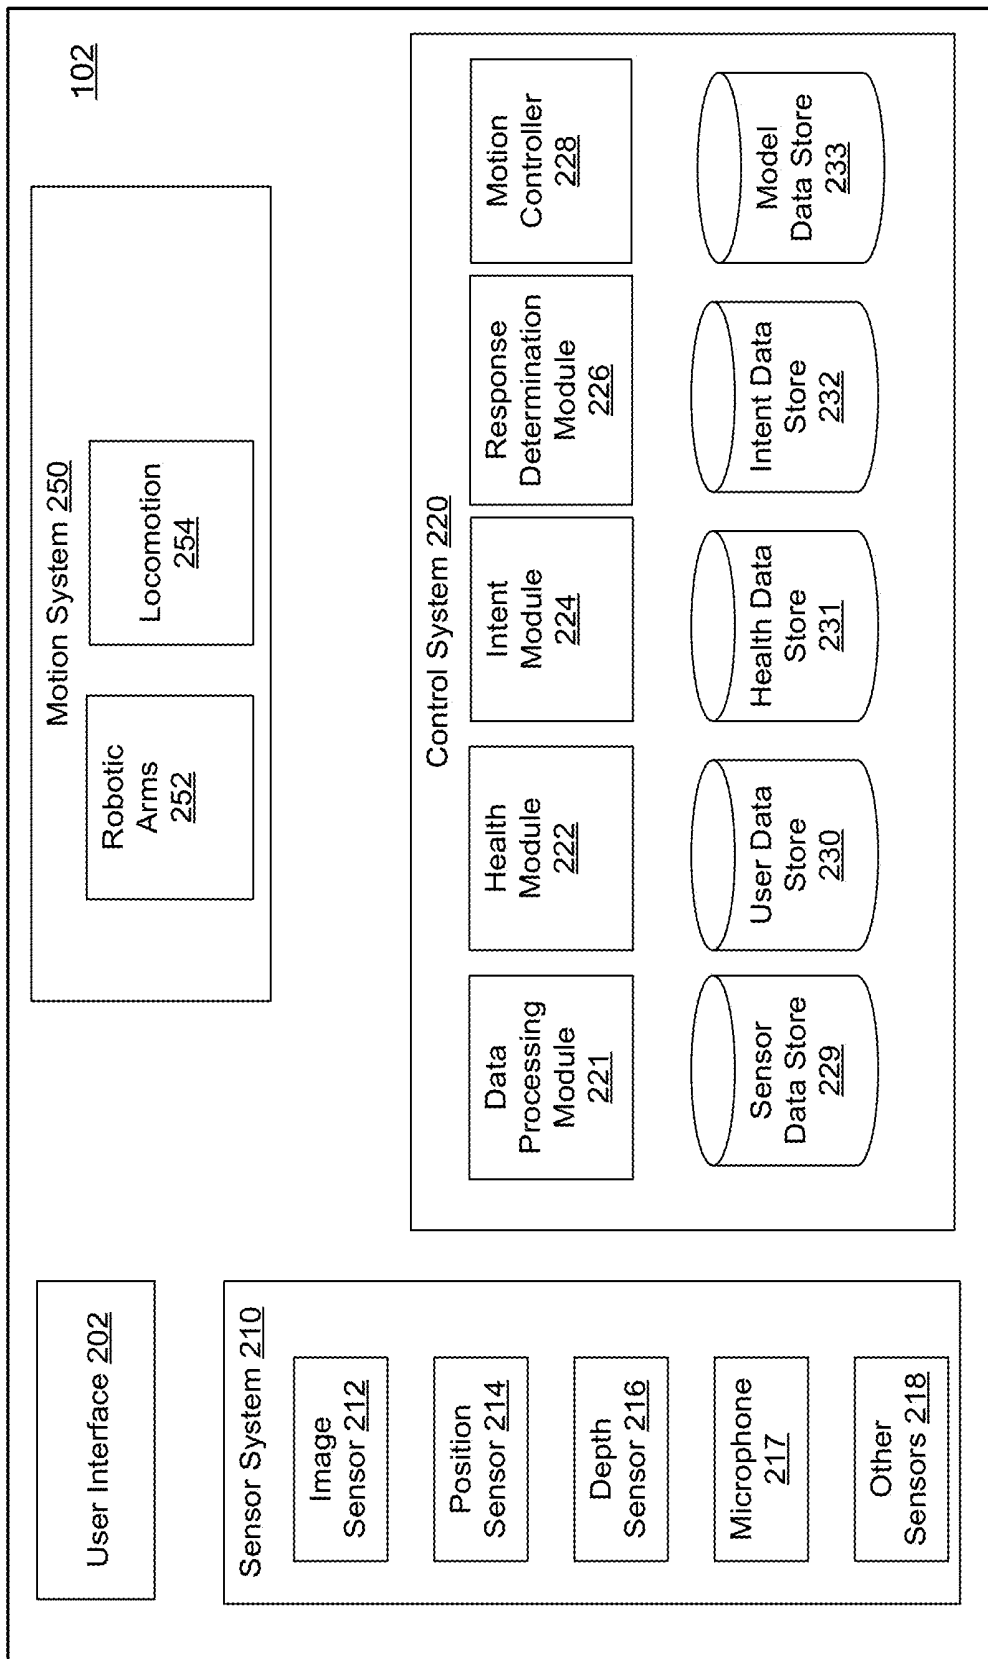 102
User Interface 202
Motion System 250
Robotic
Arms
252
Locomotion
254
Sensor System 210
Image
Sensor 212
Position
Sensor 214
Depth
Sensor 216
Microphone
217
Other
Sensors 218
Control System 220
Data
Processing
Module
221
Health
Module
222
Intent
Module
224
Response
Determination
Module
226
Motion
Controller
228
Sensor
Data Store
229
User Data
Store
230
Health Data
Store
231
Intent Data
Store
232
Model
Data Store
233